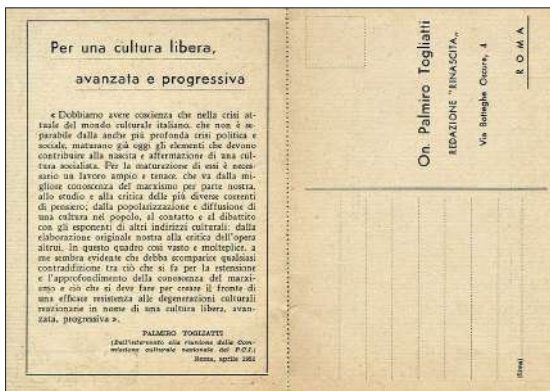 Per una cultura libera,
avanzata e progressiva
« Dobbiamo avere coscienza che nella crisi at-
tuale del mondo culturale italiano, che non è se-
parabile dalla anche più profonda crisi politica e
sociale, maturano già oggi gli elementi che devono
contribuire alla nascita e affermazione di una cul-
tura socialista. Per la maturazione di essi è neces-
sario un lavoro ampio e tenace, che va dalla mi-
gliore conoscenza del marxismo per parte nostra,
allo studio e alla critica delle più diverse correnti
di pensiero; dalla popolarizzazione e diffusione di
una cultura nel popolo, al contatto e al dibattito
con gli esponenti di altri indirizzi culturali; dalla
elaborazione originale nostra alla critica dell'opera
altrui. In questo quadro così vasto e molteplice, a
me sembra evidente che debba scomparire qualsiasi
contraddizione tra ciò che si fa per la estensione
e l'approfondimento della conoscenza del marxi-
smo e ciò che si deve fare per creare il fronte di
una efficace resistenza alle degenerazioni culturali
reazionarie in nome di una cultura libera, avan-
zata, progressiva ».
PALMIRO TOGLIATTI
(Dall'intervento alla riunione della Com-
missione culturale nazionale del P.C.I.)
Roma, aprile 1952
On. Palmiro Togliatti
REDAZIONE "RINASCITA"
Via Botteghe Oscure, 4
ROMA
(firma)